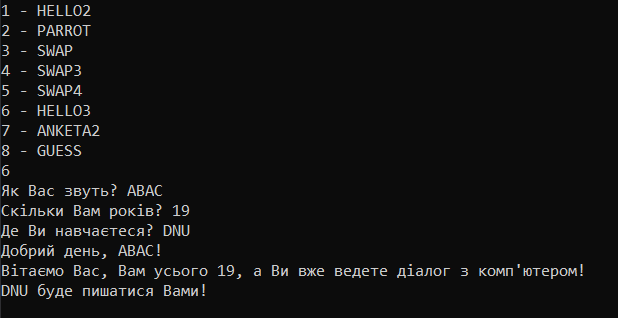 1 - HELLO2
2 - PARROT
3 - SWAP
4 - SWAP3
5 - SWAP4
6 - HELLO3
7 - ANKETA2
8 - GUESS
6
Як Вас звуть? ABAC
Скільки Вам років? 19
Де Ви навчаєтеся? DNU
Добрий день, ABAC!
Вітаємо Вас, Вам усього 19, а Ви вже ведете діалог з комп'ютером!
DNU буде пишатися Вами!